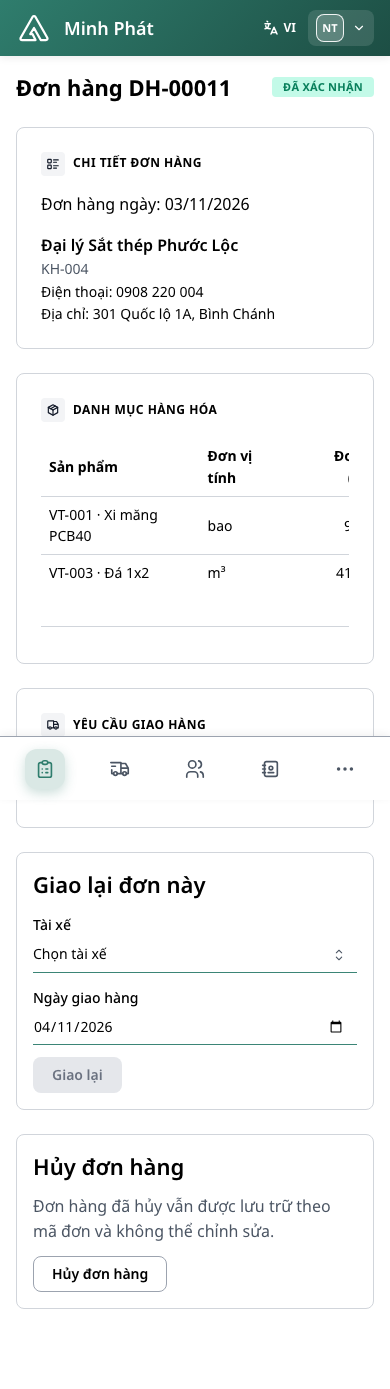 Minh Phát
VI
NT
Đơn hàng DH-00011
ĐÃ XÁC NHẬN
CHI TIẾT ĐƠN HÀNG
Đơn hàng ngày: 03/11/2026
Đại lý Sắt thép Phước Lộc
KH-004
Điện thoại: 0908 220 004
Địa chỉ: 301 Quốc lộ 1A, Bình Chánh
DANH MỤC HÀNG HÓA
Sản phẩm
Đơn vị
tính
VT-001 · Xi măng
PCB40
bao
VT-003 · Đá 1x2
m³
41
YÊU CẦU GIAO HÀNG
Giao lại đơn này
Tài xế
Chọn tài xế
Ngày giao hàng
04/11/2026
Giao lại
Hủy đơn hàng
Đơn hàng đã hủy vẫn được lưu trữ theo
mã đơn và không thể chỉnh sửa.
Hủy đơn hàng